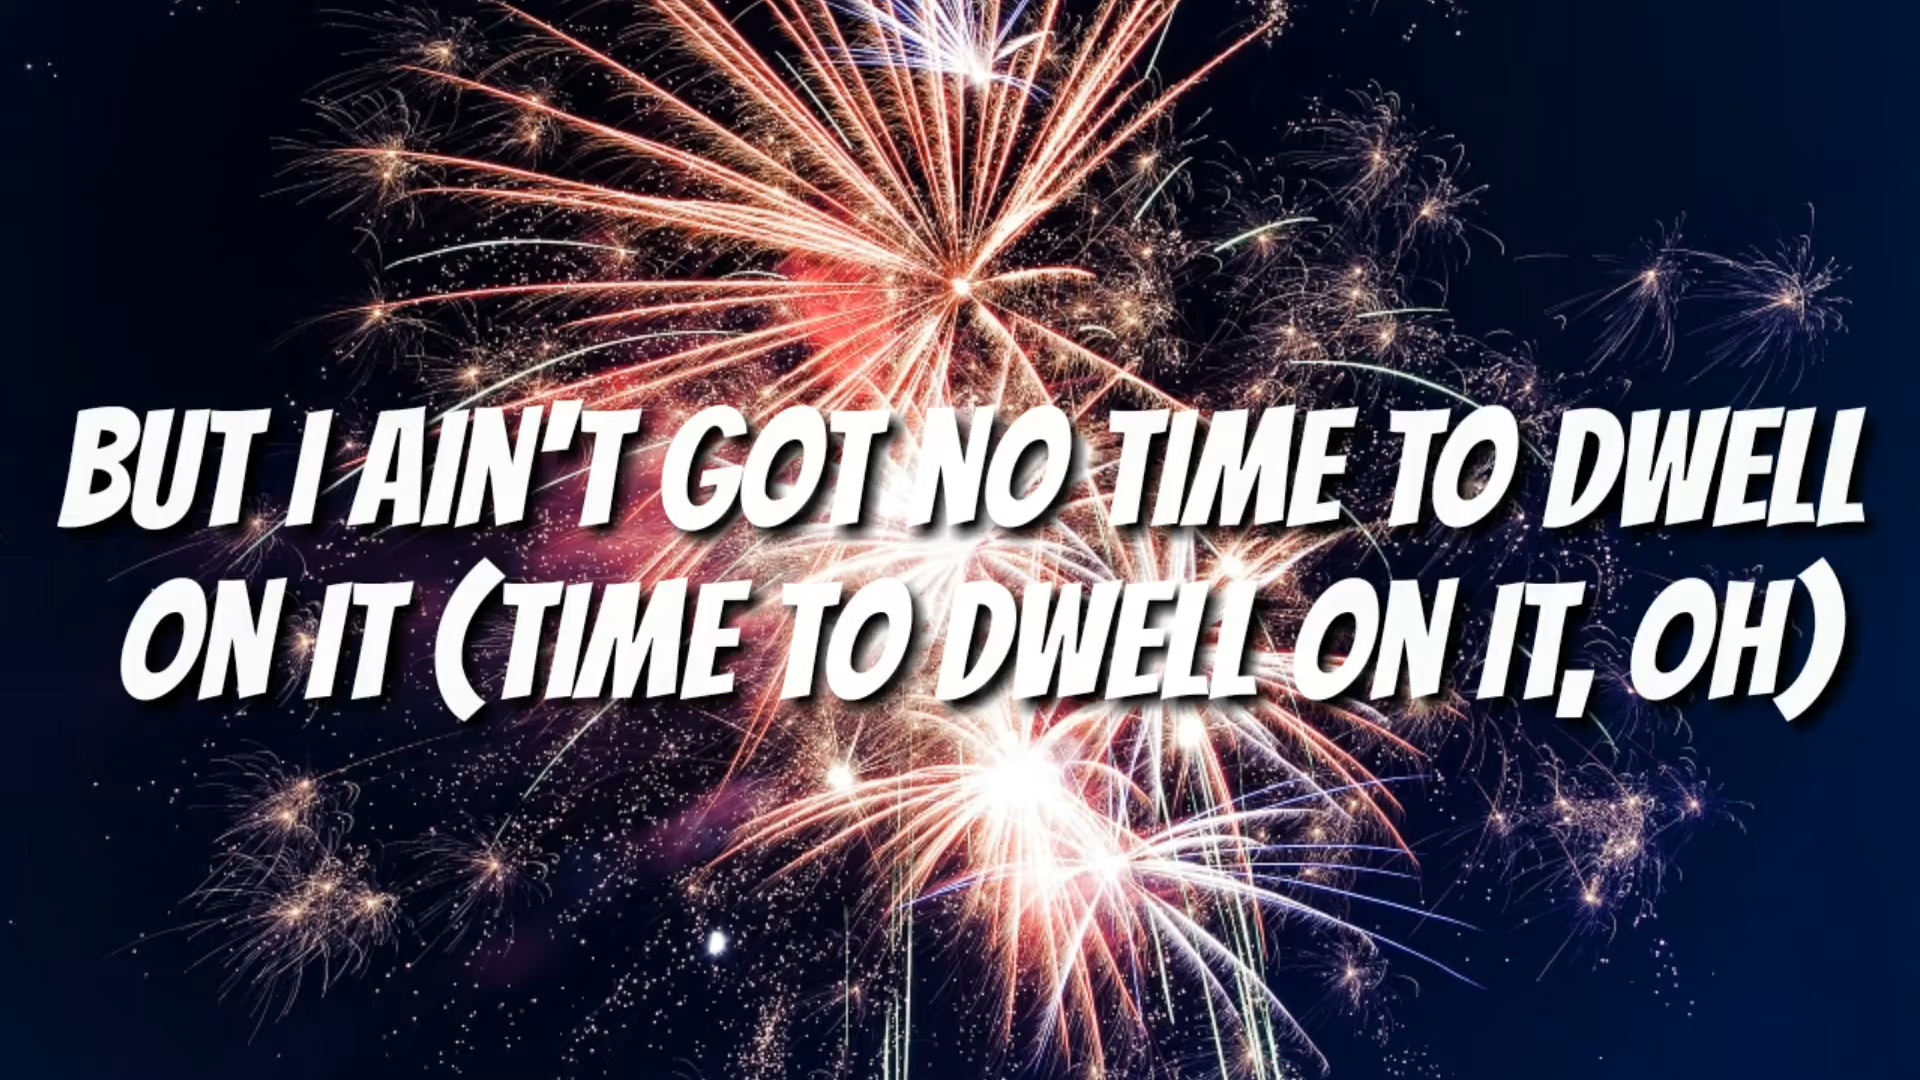 BUT I AIN'T GOT NO TIME TO DWELL
ON IT (TIME TO DWELL ON IT, OH)